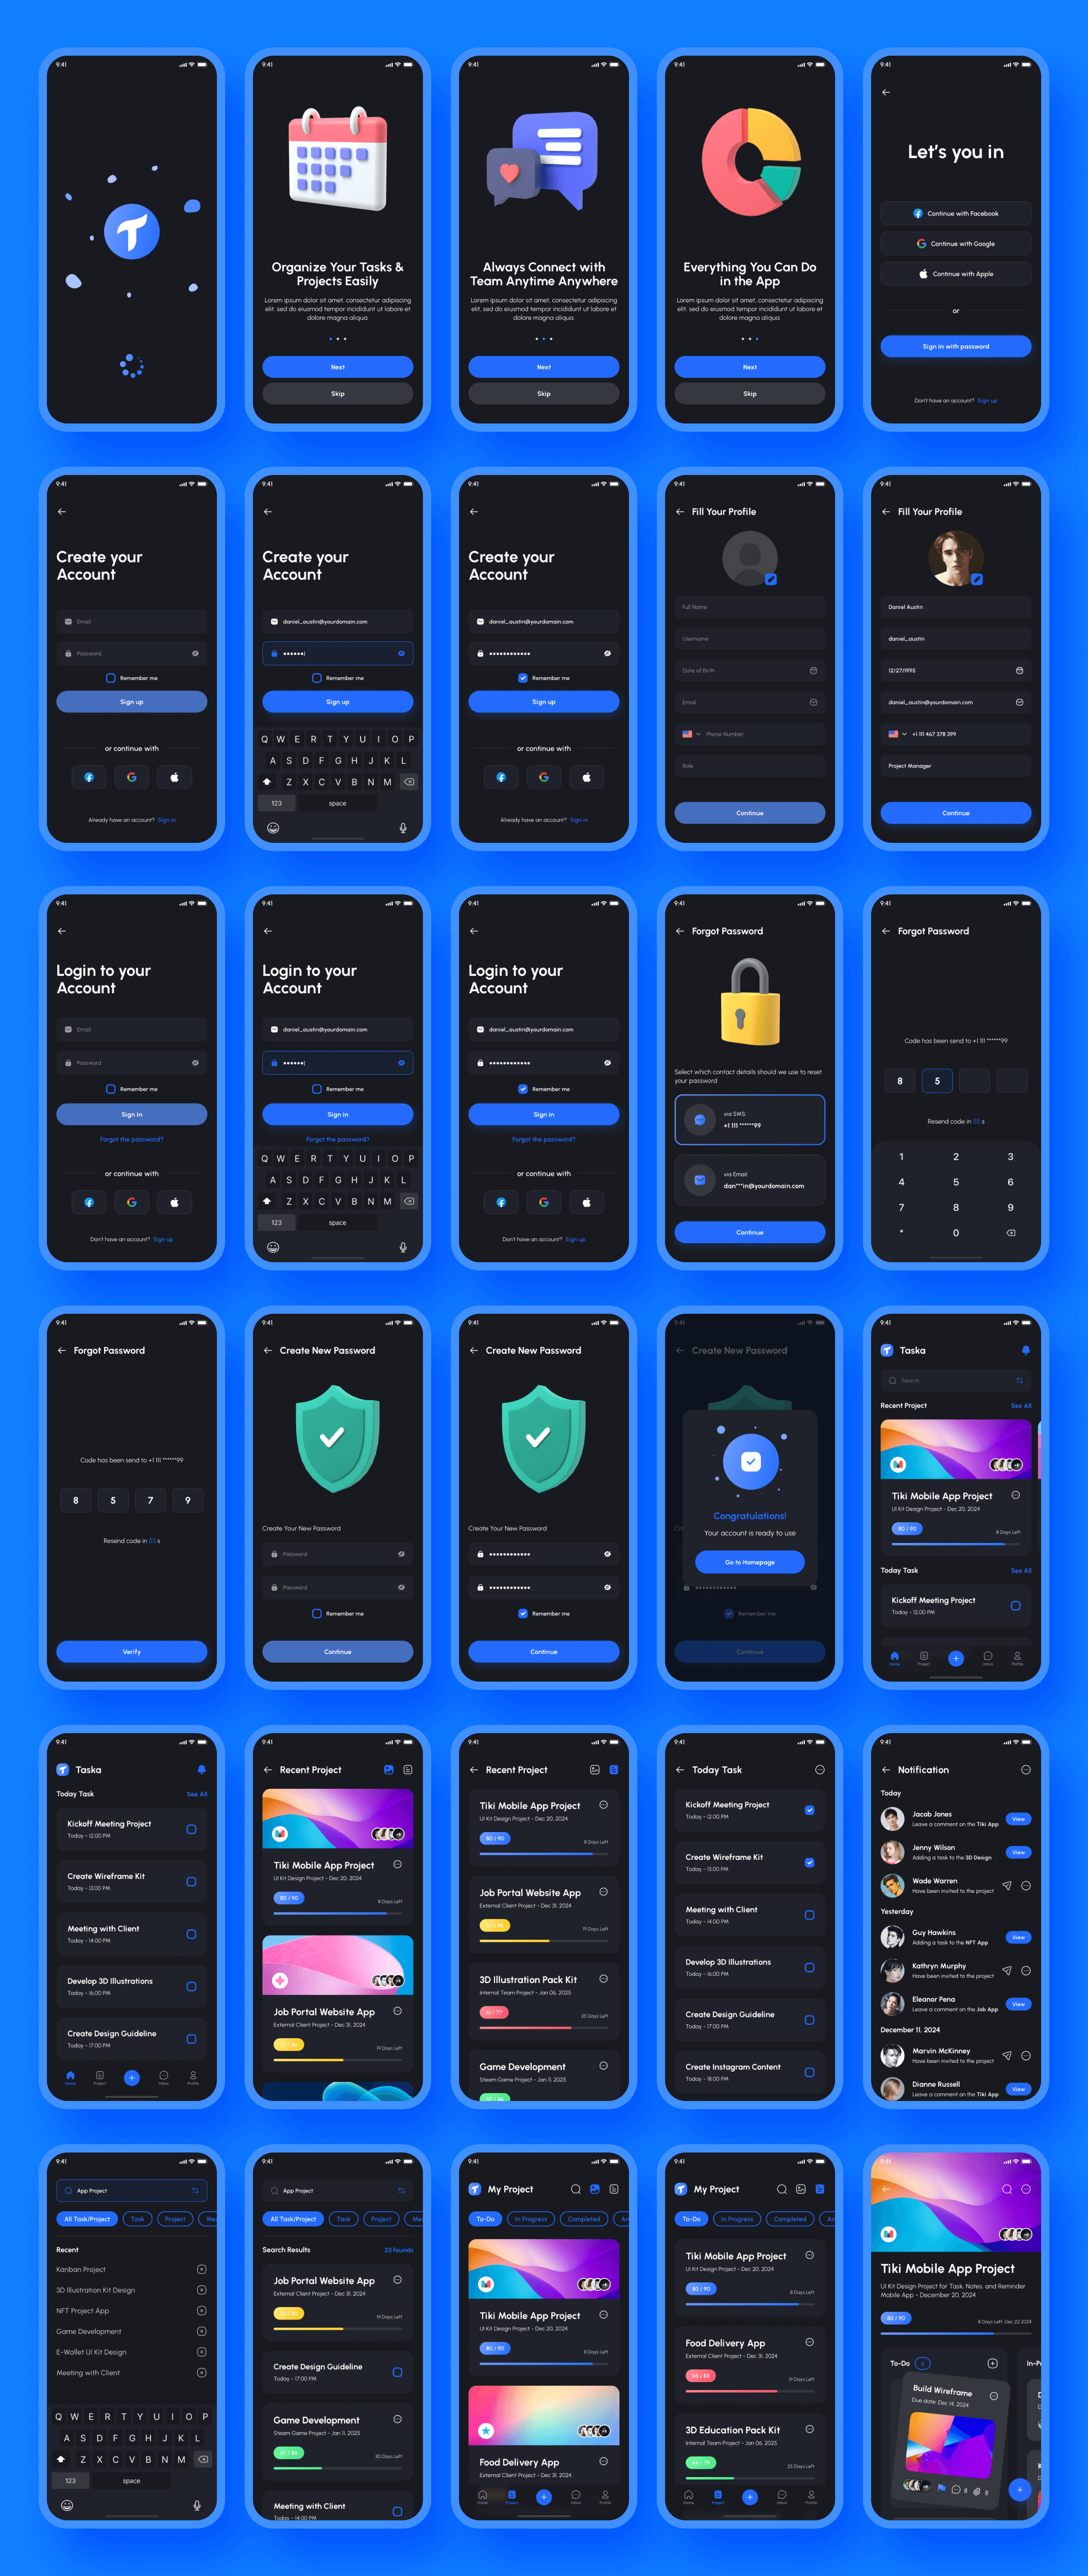 9:41
9:41
Organize Your Tasks &
Projects Easily
Lorem ipsum dolor sit amet, consectetur adipiscing
elit, sed do eiusmod tempor incididunt ut labore et
dolore magna aliqua.
Next
Skip
9:41
Always Connect with
Team Anytime Anywhere
Lorem ipsum dolor sit amet, consectetur adipiscing
elit, sed do eiusmod tempor incididunt ut labore et
dolore magna aliqua.
Next
Skip
9:41
Everything You Can Do
in the App
Lorem ipsum dolor sit amet, consectetur adipiscing
elit, sed do eiusmod tempor incididunt ut labore et
dolore magna aliqua.
Next
Skip
9:41
Let's you in
Continue with Facebook
Continue with Google
Continue with Apple
or
Sign in with password
Don't have an account? Sign up
9:41
Create your
Account
Email
Password
Remember me
Sign up
or continue with
Already have an account? Sign in
9:41
Create your
Account
daniel_austin@yourdomain.com
Remember me
Sign up
Q W E R T Y U I O P
A S D F G H J K L
Z X C V B N M
123 space
9:41
Create your
Account
daniel_austin@yourdomain.com
Remember me
Sign up
or continue with
Already have an account? Sign in
9:41
Fill Your Profile
Full Name
Username
Date of Birth
Email
Phone Number
Role
Continue
9:41
Fill Your Profile
Daniel Austin
daniel_austin
12/27/1995
daniel_austin@yourdomain.com
+1 111 467 378 399
Project Manager
Continue
9:41
Login to your
Account
Email
Password
Remember me
Sign in
Forgot the password?
or continue with
Don't have an account? Sign up
9:41
Login to your
Account
daniel_austin@yourdomain.com
Remember me
Sign in
Forgot the password?
Q W E R T Y U I O P
A S D F G H J K L
Z X C V B N M
123 space
9:41
Login to your
Account
daniel_austin@yourdomain.com
Remember me
Sign in
Forgot the password?
or continue with
Don't have an account? Sign up
9:41
Forgot Password
Select which contact details should we use to reset
your password
via SMS:
+1 111 ******99
via Email:
dan***in@yourdomain.com
Continue
9:41
Forgot Password
Code has been send to +1 111 ******99
8 5
Resend code in 55 s
1 2 3
4 5 6
7 8 9
* 0
9:41
Forgot Password
Code has been send to +1 111 ******99
8 5 7 9
Resend code in 53 s
Verify
9:41
Create New Password
Create Your New Password
Password
Password
Remember me
Continue
9:41
Create New Password
Create Your New Password
Remember me
Continue
9:41
Create New Password
Congratulations!
Your account is ready to use
Go to Homepage
Remember me
Continue
9:41
Taska
Search
Recent Project See All
Tiki Mobile App Project
UI Kit Design Project - Dec 20, 2024
80 / 90
8 Days Left
Today Task See All
Kickoff Meeting Project
Today - 12:00 PM
Home Project Inbox Profile
9:41
Taska
Today Task See All
Kickoff Meeting Project
Today - 12:00 PM
Create Wireframe Kit
Today - 13:00 PM
Meeting with Client
Today - 14:00 PM
Develop 3D Illustrations
Today - 16:00 PM
Create Design Guideline
Today - 17:00 PM
Home Project Inbox Profile
9:41
Recent Project
Tiki Mobile App Project
UI Kit Design Project - Dec 20, 2024
80 / 90
8 Days Left
Job Portal Website App
External Client Project - Dec 31, 2024
19 Days Left
9:41
Recent Project
Tiki Mobile App Project
UI Kit Design Project - Dec 20, 2024
80 / 90
8 Days Left
Job Portal Website App
External Client Project - Dec 31, 2024
19 Days Left
3D Illustration Pack Kit
Internal Team Project - Jan 06, 2025
25 Days Left
Game Development
Steam Game Project - Jan 11, 2025
9:41
Today Task
Kickoff Meeting Project
Today - 12:00 PM
Create Wireframe Kit
Today - 13:00 PM
Meeting with Client
Today - 14:00 PM
Develop 3D Illustrations
Today - 16:00 PM
Create Design Guideline
Today - 17:00 PM
Create Instagram Content
Today - 18:00 PM
9:41
Notification
Today
Jacob Jones
Leave a comment on the Tiki App
View
Jenny Wilson
Adding a task to the 3D Design
View
Wade Warren
Have been invited to the project
Yesterday
Guy Hawkins
Adding a task to the NFT App
View
Kathryn Murphy
Have been invited to the project
Eleanor Pena
Leave a comment on the Job App
View
December 11, 2024
Marvin McKinney
Have been invited to the project
Dianne Russell
Leave a comment on the Tiki App
View
9:41
App Project
All Task/Project Task Project
Recent
Kanban Project
3D Illustration Kit Design
NFT Project App
Game Development
E-Wallet UI Kit Design
Meeting with Client
Q W E R T Y U I O P
A S D F G H J K L
Z X C V B N M
123 space
9:41
App Project
All Task/Project Task Project
Search Results 23 founds
Job Portal Website App
External Client Project - Dec 31, 2024
19 Days Left
Create Design Guideline
Today - 17:00 PM
Game Development
Steam Game Project - Jan 11, 2025
57 / 86
30 Days Left
Meeting with Client
Today - 14:00 PM
9:41
My Project
To-Do In Progress Completed
Tiki Mobile App Project
UI Kit Design Project - Dec 20, 2024
80 / 90
8 Days Left
Food Delivery App
External Client Project - Dec 31, 2024
Home Project Inbox Profile
9:41
My Project
To-Do In Progress Completed
Tiki Mobile App Project
UI Kit Design Project - Dec 20, 2024
80 / 90
8 Days Left
Food Delivery App
External Client Project - Dec 31, 2024
65 / 83
19 Days Left
3D Education Pack Kit
Internal Team Project - Jan 06, 2025
25 Days Left
Home Project Inbox Profile
9:41
Tiki Mobile App Project
UI Kit Design Project for Task, Notes, and Reminder
Mobile App - December 20, 2024
80 / 90
8 Days Left, Dec 22 2024
To-Do
Build Wireframe
Due date: Dec 14, 2024
8 8